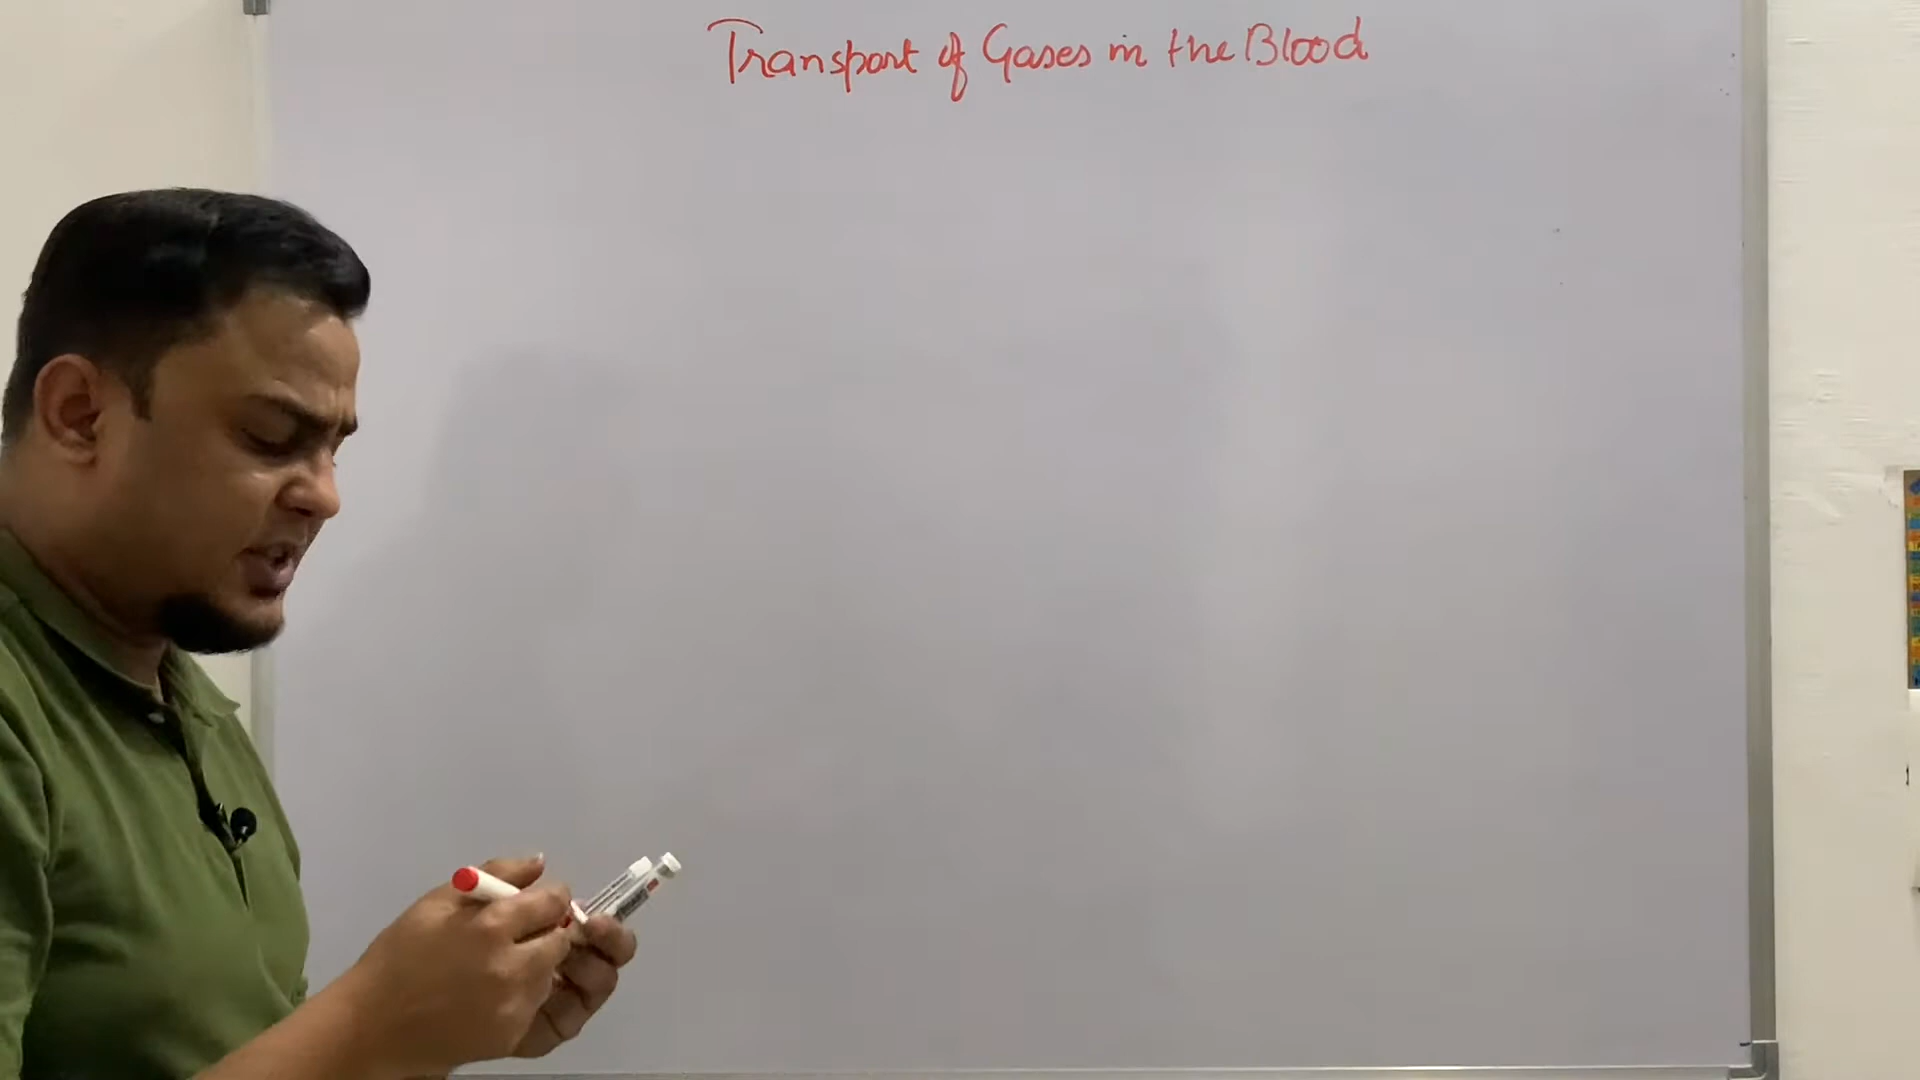 Transport of Gases in the Blood